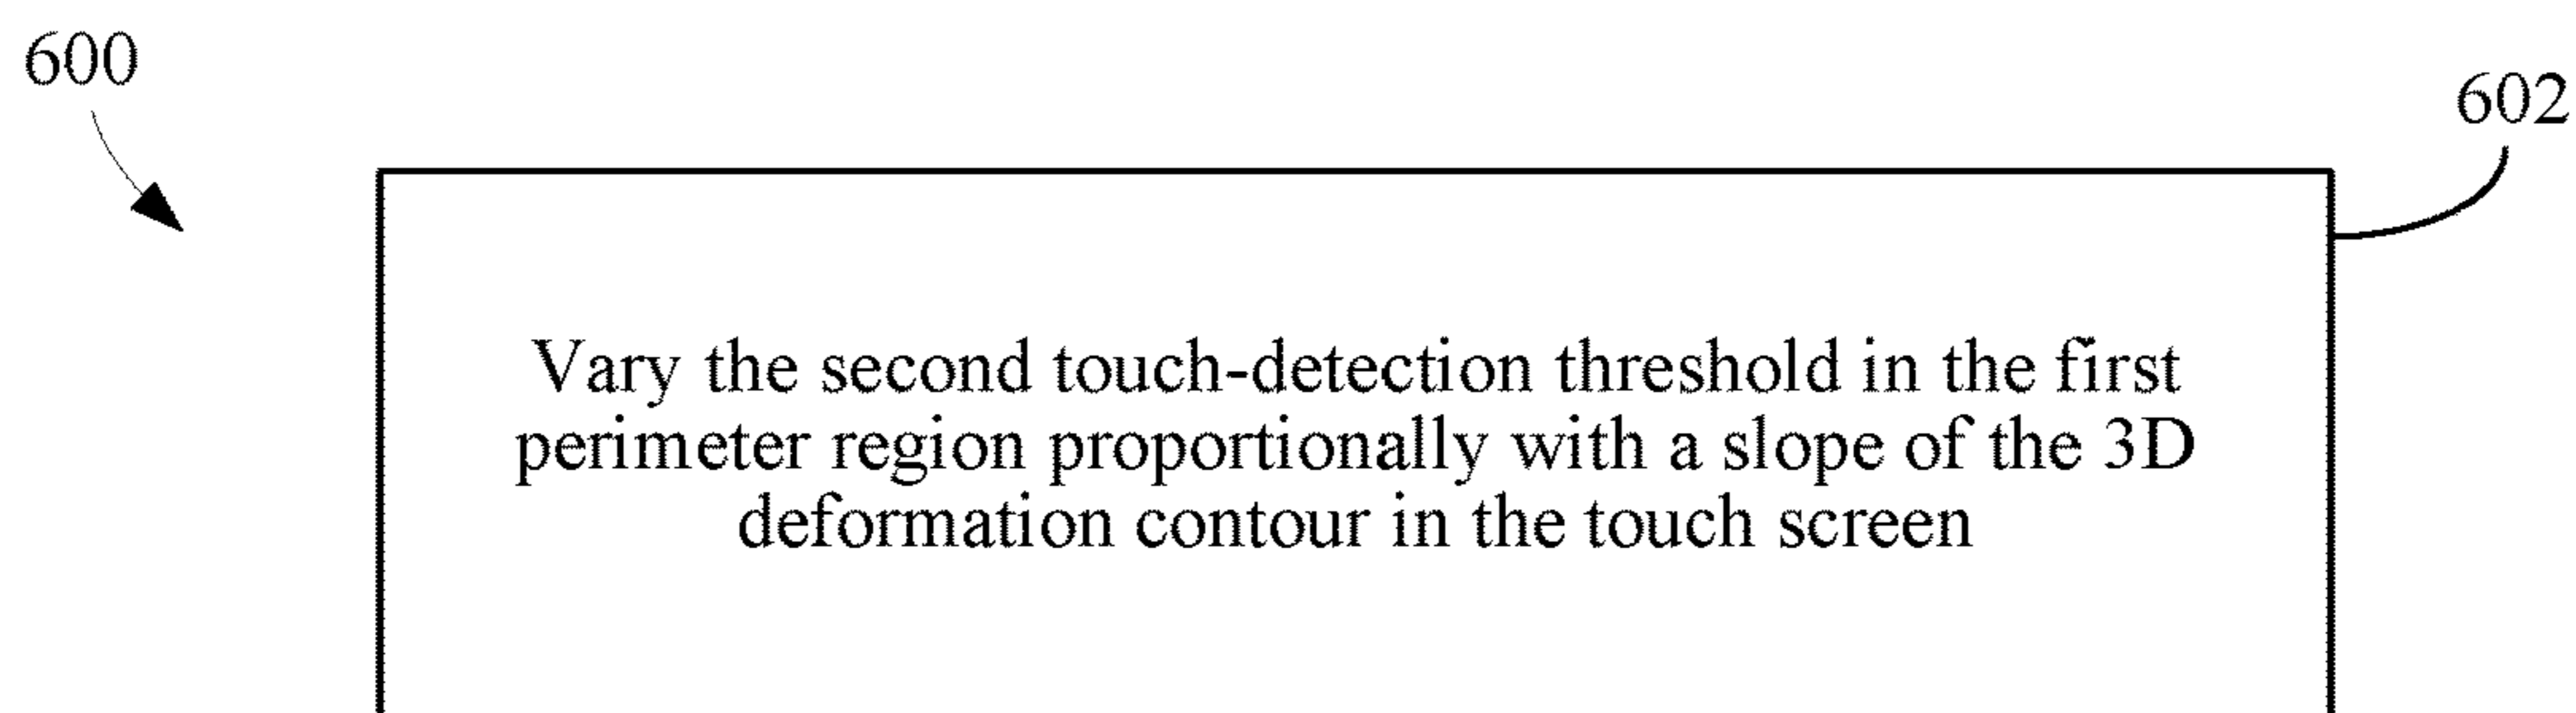 600
602
Vary the second touch-detection threshold in the first
perimeter region proportionally with a slope of the 3D
deformation contour in the touch screen